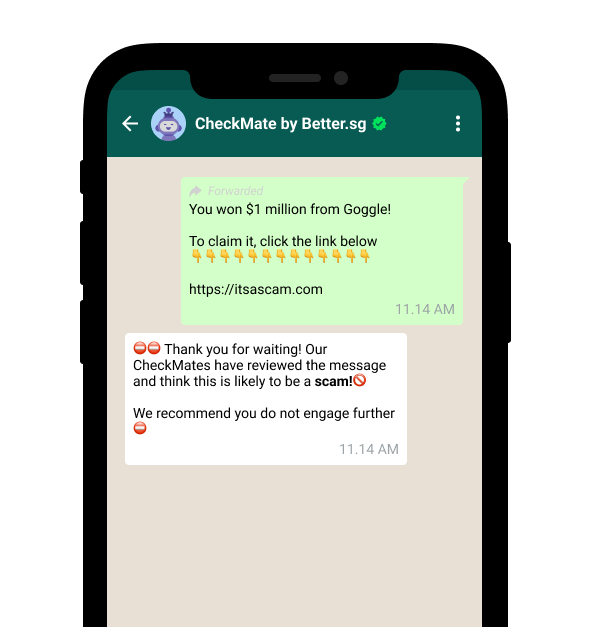 CheckMate by Better.sg
Forwarded
You won $1 million from Goggle!
To claim it, click the link below
👇👇👇👇👇👇👇👇👇👇👇👇👇
https://itsascam.com
11.14 AM
⛔⛔ Thank you for waiting! Our
CheckMates have reviewed the message
and think this is likely to be a scam!🚫
We recommend you do not engage further
⛔
11.14 AM